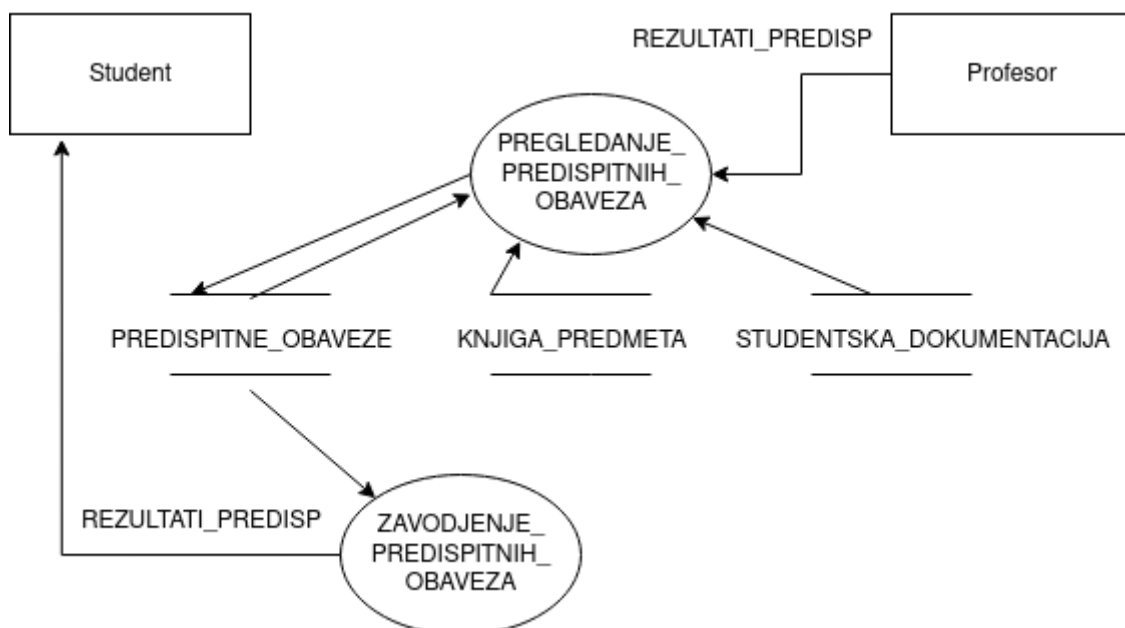 REZULTATI_PREDISP
Student
Profesor
PREGLEDANJE_
PREDISPITNIH_
OBAVEZA
PREDISPITNE_OBAVEZE
KNJIGA_PREDMETA
STUDENTSKA_DOKUMENTACIJA
REZULTATI_PREDISP
ZAVODJENJE_
PREDISPITNIH_
OBAVEZA